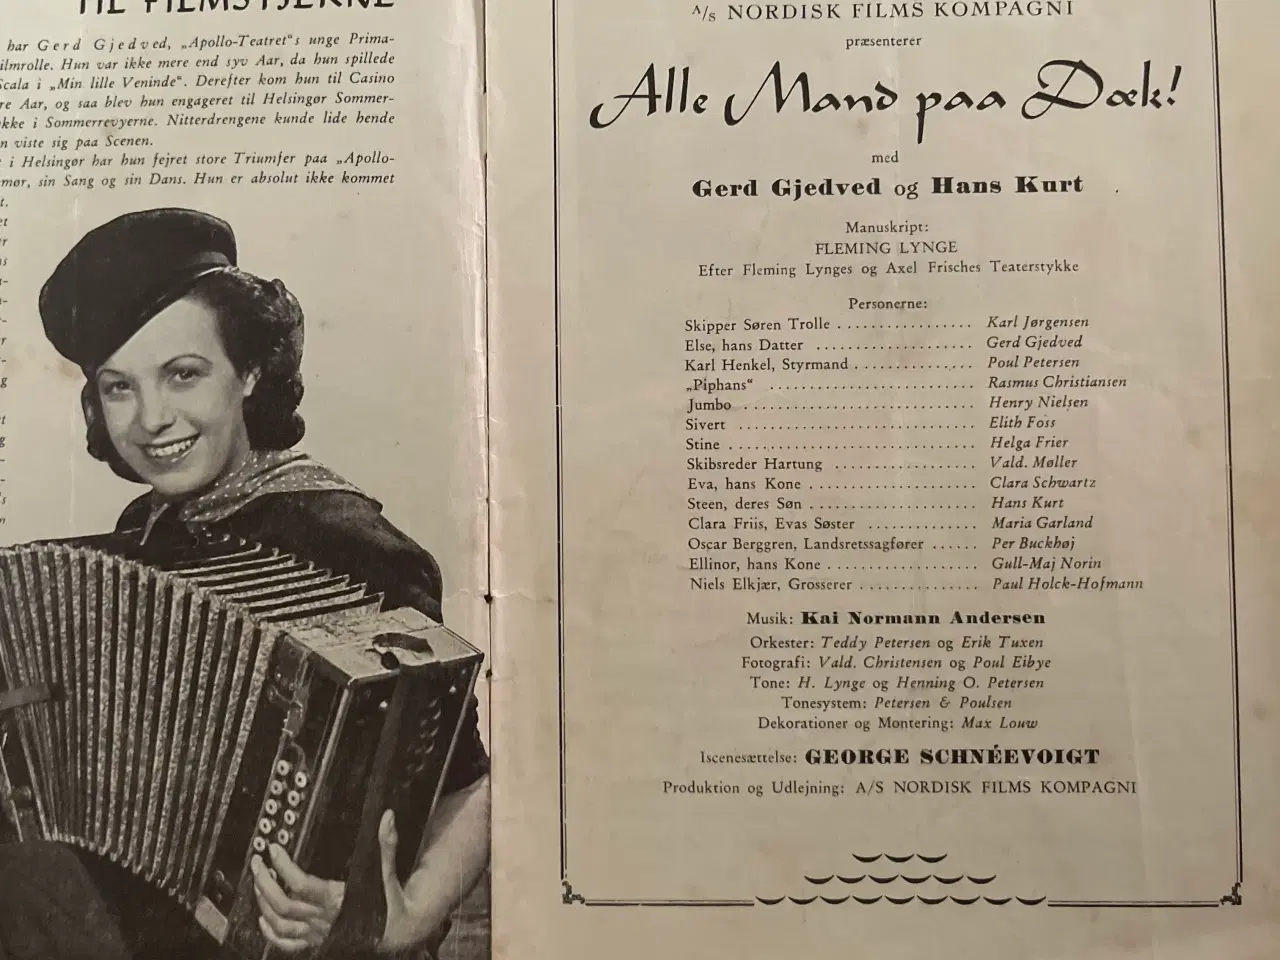 TIL FILMSTJERNE
har Gerd Gjedved, „Apollo-Teatret"s unge Prima-
ilmrolle. Hun var ikke mere end syv Aar, da hun spillede
Scala i „Min lille Veninde". Derefter kom hun til Casino
re Aar, og saa blev hun engageret til Helsingør Sommer-
kke i Sommerrevyerne. Nitterdrengene kunde lide hende
n viste sig paa Scenen.
i Helsingør har hun fejret store Triumfer paa „Apollo-
mør, sin Sang og sin Dans. Hun er absolut ikke kommet
A/S NORDISK FILMS KOMPAGNI
præsenterer
Alle Mand paa Dæk!
med
Gerd Gjedved og Hans Kurt
Manuskript:
FLEMING LYNGE
Efter Fleming Lynges og Axel Frisches Teaterstykke
Personerne:
Skipper Søren Trolle ................ Karl Jørgensen
Else, hans Datter .................... Gerd Gjedved
Karl Henkel, Styrmand ............... Poul Petersen
„Piphans" .......................... Rasmus Christiansen
Jumbo ............................. Henry Nielsen
Sivert .............................. Elith Foss
Stine ............................... Helga Frier
Skibsreder Hartung .................. Vald. Møller
Eva, hans Kone ..................... Clara Schwartz
Steen, deres Søn ..................... Hans Kurt
Clara Friis, Evas Søster .............. Maria Garland
Oscar Berggren, Landsretssagfører ...... Per Buckhøj
Ellinor, hans Kone ................... Gull-Maj Norin
Niels Elkjær, Grosserer ............... Paul Holck-Hofmann
Musik: Kai Normann Andersen
Orkester: Teddy Petersen og Erik Tuxen
Fotografi: Vald. Christensen og Poul Eibye
Tone: H. Lynge og Henning O. Petersen
Tonesystem: Petersen & Poulsen
Dekorationer og Montering: Max Louw
Iscenesættelse: GEORGE SCHNÉEVOIGT
Produktion og Udlejning: A/S NORDISK FILMS KOMPAGNI